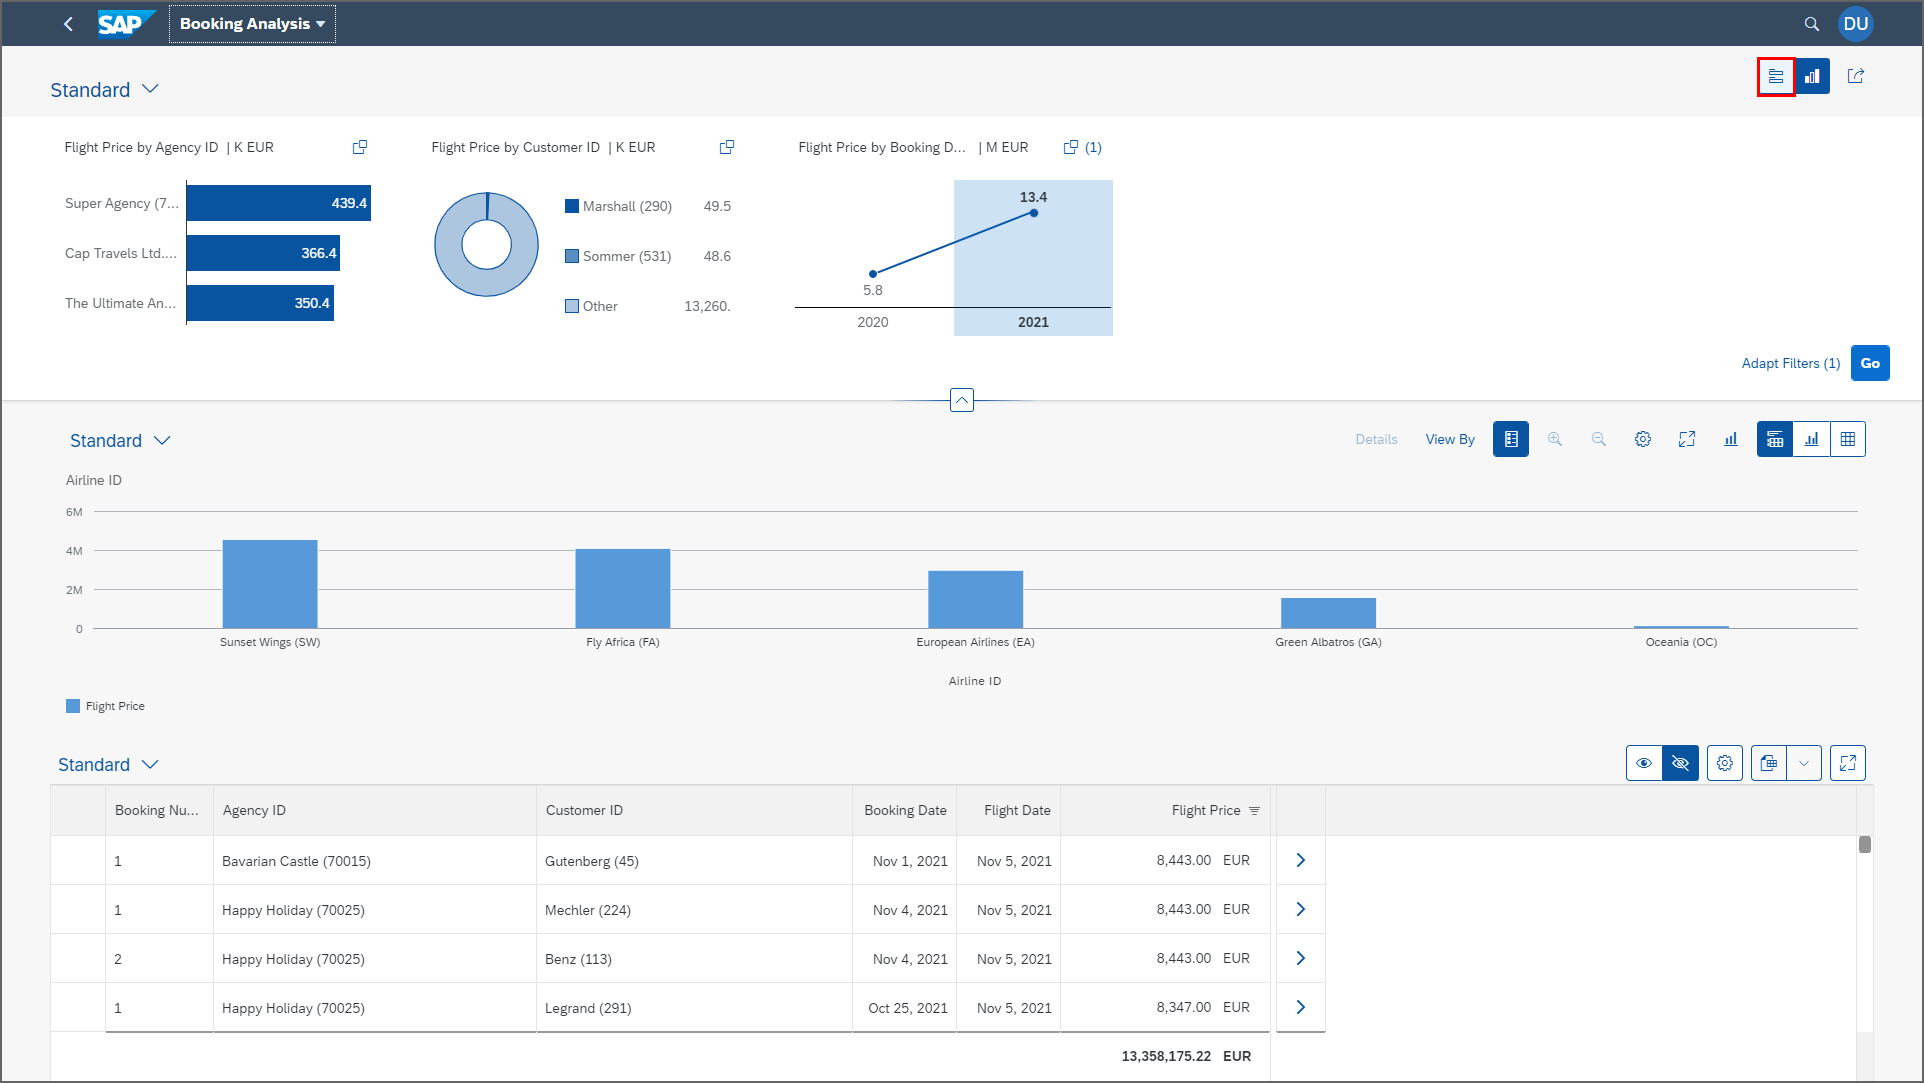 SAP Booking Analysis DU
Standard
Flight Price by Agency ID | K EUR
Super Agency (7... 439.4
Cap Travels Ltd.... 366.4
The Ultimate An... 350.4
Flight Price by Customer ID | K EUR
Marshall (290) 49.5
Sommer (531) 48.6
Other 13,260.
Flight Price by Booking D... | M EUR (1)
13.4
5.8
2020 2021
Adapt Filters (1) Go
Standard Details View By
Airline ID
6M
4M
2M
0
Sunset Wings (SW) Fly Africa (FA) European Airlines (EA) Green Albatros (GA) Oceania (OC)
Airline ID
Flight Price
Standard
Booking Nu... Agency ID Customer ID Booking Date Flight Date Flight Price
1 Bavarian Castle (70015) Gutenberg (45) Nov 1, 2021 Nov 5, 2021 8,443.00 EUR
1 Happy Holiday (70025) Mechler (224) Nov 4, 2021 Nov 5, 2021 8,443.00 EUR
2 Happy Holiday (70025) Benz (113) Nov 4, 2021 Nov 5, 2021 8,443.00 EUR
1 Happy Holiday (70025) Legrand (291) Oct 25, 2021 Nov 5, 2021 8,347.00 EUR
13,358,175.22 EUR